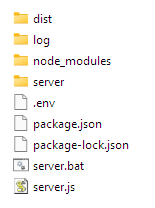 dist
log
node_modules
server
.env
package.json
package-lock.json
server.bat
server.js